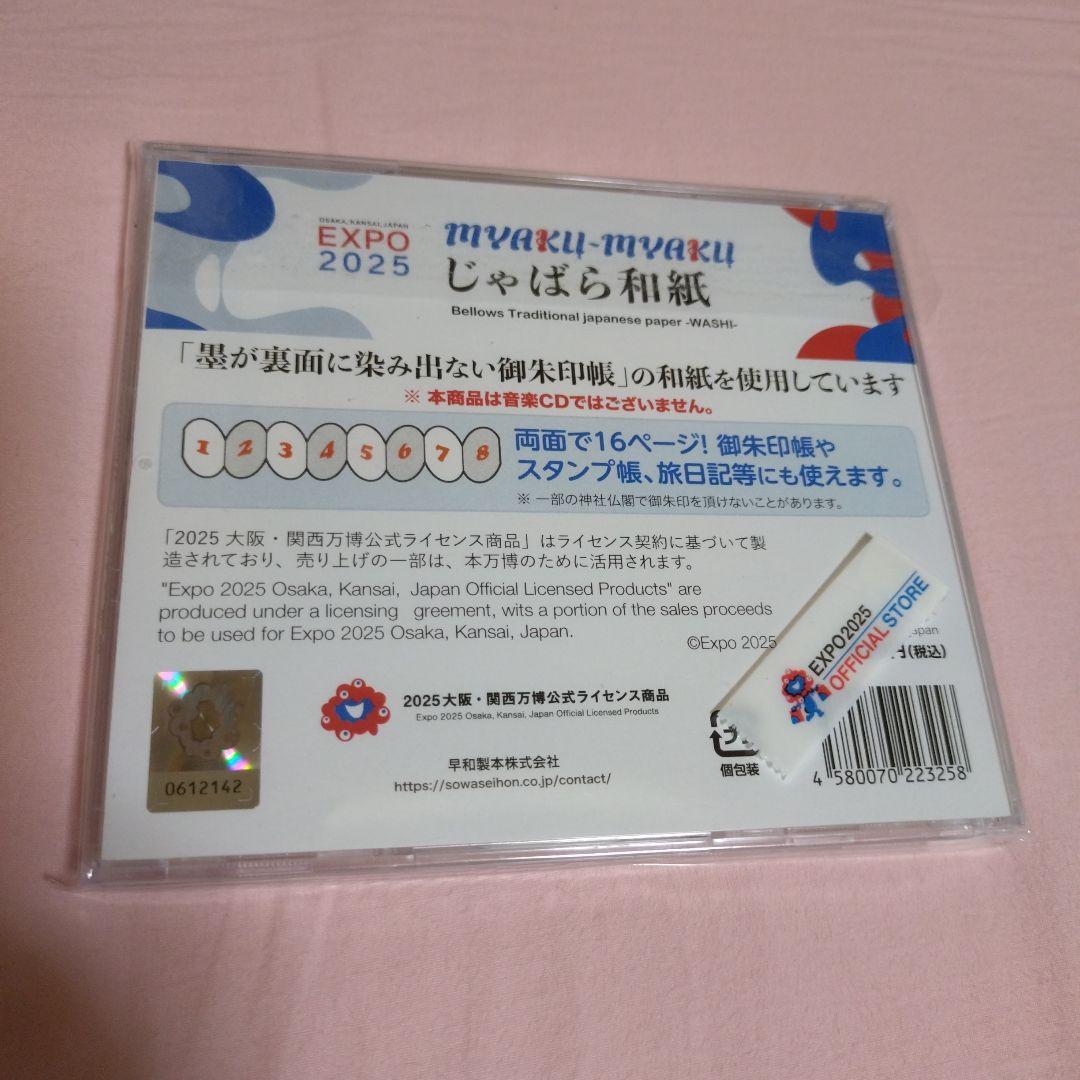 OSAKA, KANSAI, JAPAN
EXPO
2025
MYAKU-MYAKU
じゃばら和紙
Bellows Traditional japanese paper -WASHI-
「墨が裏面に染み出ない御朱印帳」の和紙を使用しています
※ 本商品は音楽CDではございません。
1 2 3 4 5 6 7 8
両面で16ページ! 御朱印帳や
スタンプ帳、旅日記等にも使えます。
※ 一部の神社仏閣で御朱印を頂けないことがあります。
「2025 大阪・関西万博公式ライセンス商品」はライセンス契約に基づいて製
造されており、売り上げの一部は、本万博のために活用されます。
"Expo 2025 Osaka, Kansai, Japan Official Licensed Products" are
produced under a licensing greement, wits a portion of the sales proceeds
to be used for Expo 2025 Osaka, Kansai, Japan.
©Expo 2025
(税込)
EXPO2025
OFFICIAL STORE
2025大阪・関西万博公式ライセンス商品
Expo 2025 Osaka, Kansai, Japan Official Licensed Products
早和製本株式会社
https://sowaseihon.co.jp/contact/
0612142
個包装
4 580070 223258